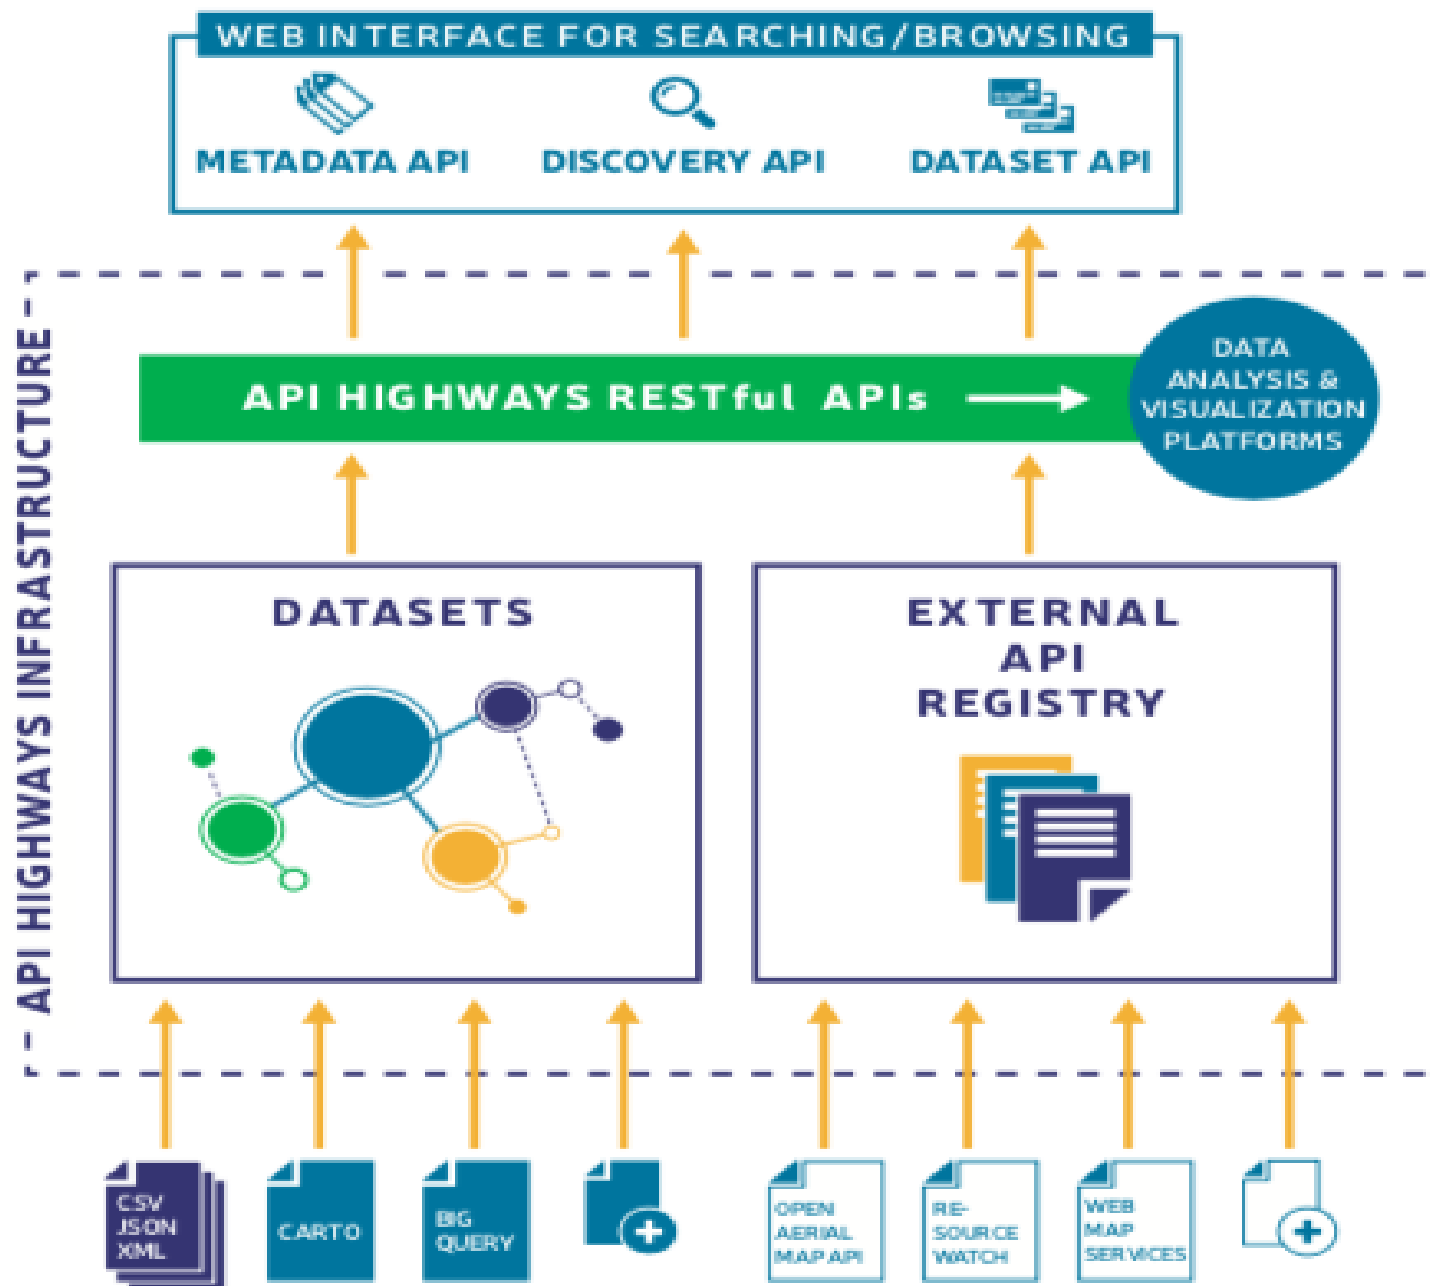 WEB INTERFACE FOR SEARCHING/BROWSING
METADATA API
DISCOVERY API
DATASET API
API HIGHWAYS INFRASTRUCTURE
API HIGHWAYS RESTful APIs
DATA
ANALYSIS &
VISUALIZATION
PLATFORMS
DATASETS
EXTERNAL
API
REGISTRY
CSV
JSON
XML
CARTO
BIG
QUERY
OPEN
AERIAL
MAP API
RE-
SOURCE
WATCH
WEB
MAP
SERVICES